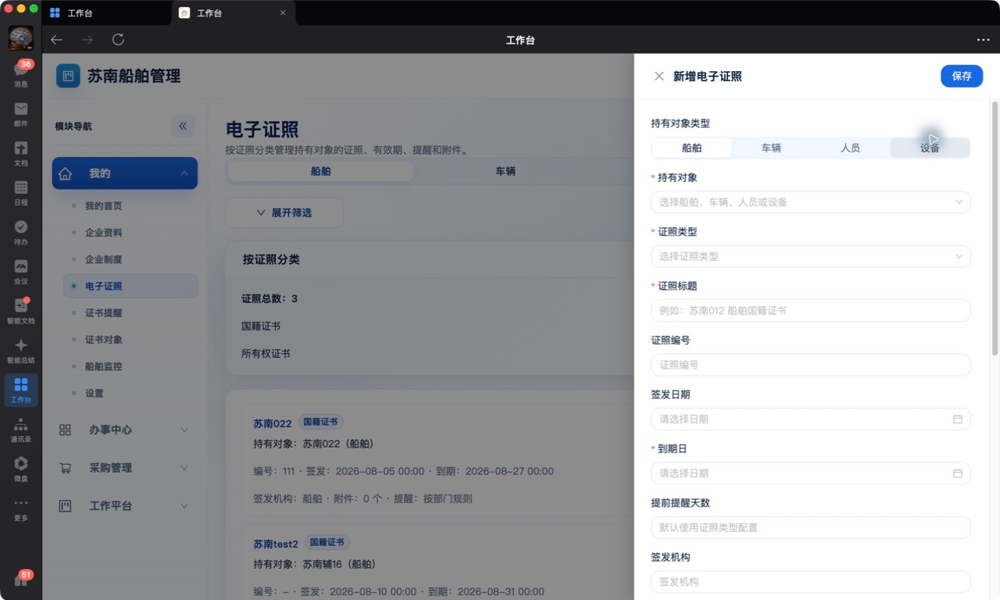 工作台
工作台
工作台
36
消息
邮件
文档
日程
待办
会议
智能文档
智能总结
工作台
通讯录
微盘
更多
51
苏南船舶管理
模块导航
我的
我的首页
企业资料
企业制度
电子证照
证书提醒
证书对象
船舶监控
设置
办事中心
采购管理
工作平台
电子证照
按证照分类管理持有对象的证照、有效期、提醒和附件。
船舶 车辆
展开筛选
按证照分类
证照总数：3
国籍证书
所有权证书
苏南022 国籍证书
持有对象：苏南022（船舶）
编号：111 · 签发：2026-08-05 00:00 · 到期：2026-08-27 00:00
签发机构：船舶 · 附件：0 个 · 提醒：按部门规则
苏南test2 国籍证书
持有对象：苏南辅16（船舶）
编号：– · 签发：2026-08-10 00:00 · 到期：2026-08-31 00:00
新增电子证照
保存
持有对象类型
船舶 车辆 人员 设备
* 持有对象
选择船舶、车辆、人员或设备
* 证照类型
选择证照类型
* 证照标题
例如：苏南012 船舶国籍证书
证照编号
证照编号
签发日期
请选择日期
* 到期日
请选择日期
提前提醒天数
默认使用证照类型配置
签发机构
签发机构